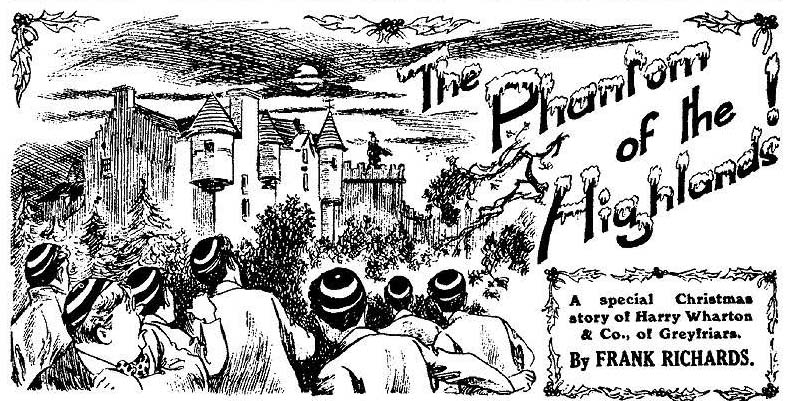 The Phantom
of the
Highlands!
A special Christmas
story of Harry Wharton
& Co., of Greyfriars.
By FRANK RICHARDS.